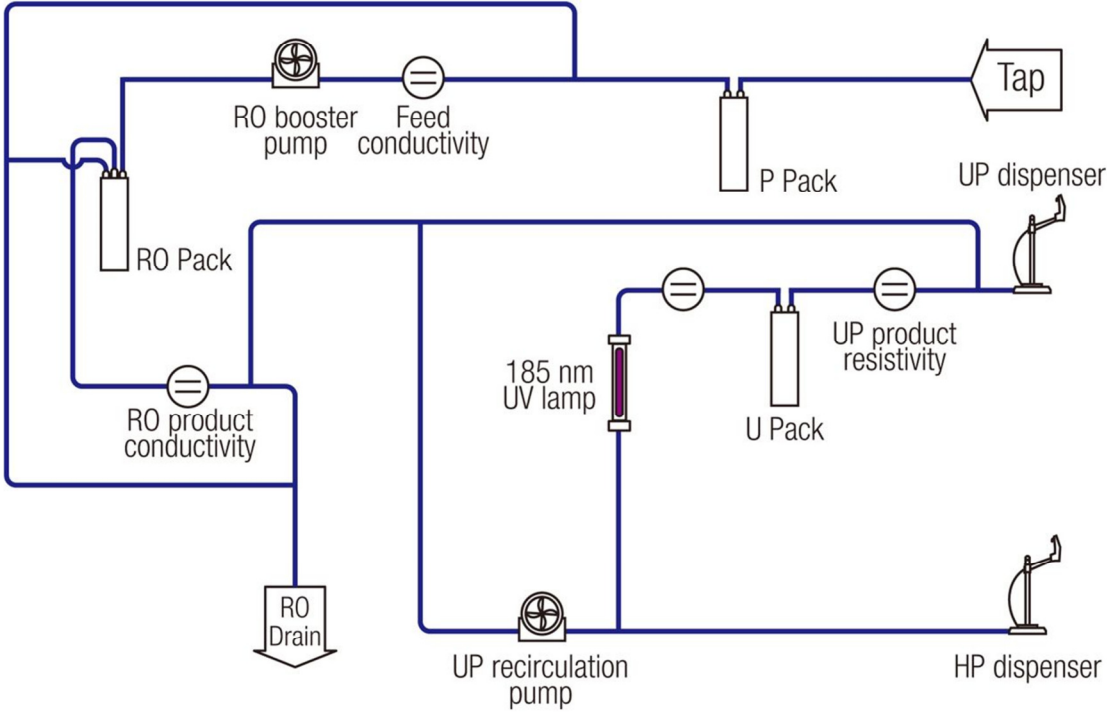 Tap
RO booster
pump
Feed
conductivity
P Pack
UP dispenser
RO Pack
UP product
resistivity
185 nm
UV lamp
U Pack
RO product
conductivity
RO
Drain
UP recirculation
pump
HP dispenser